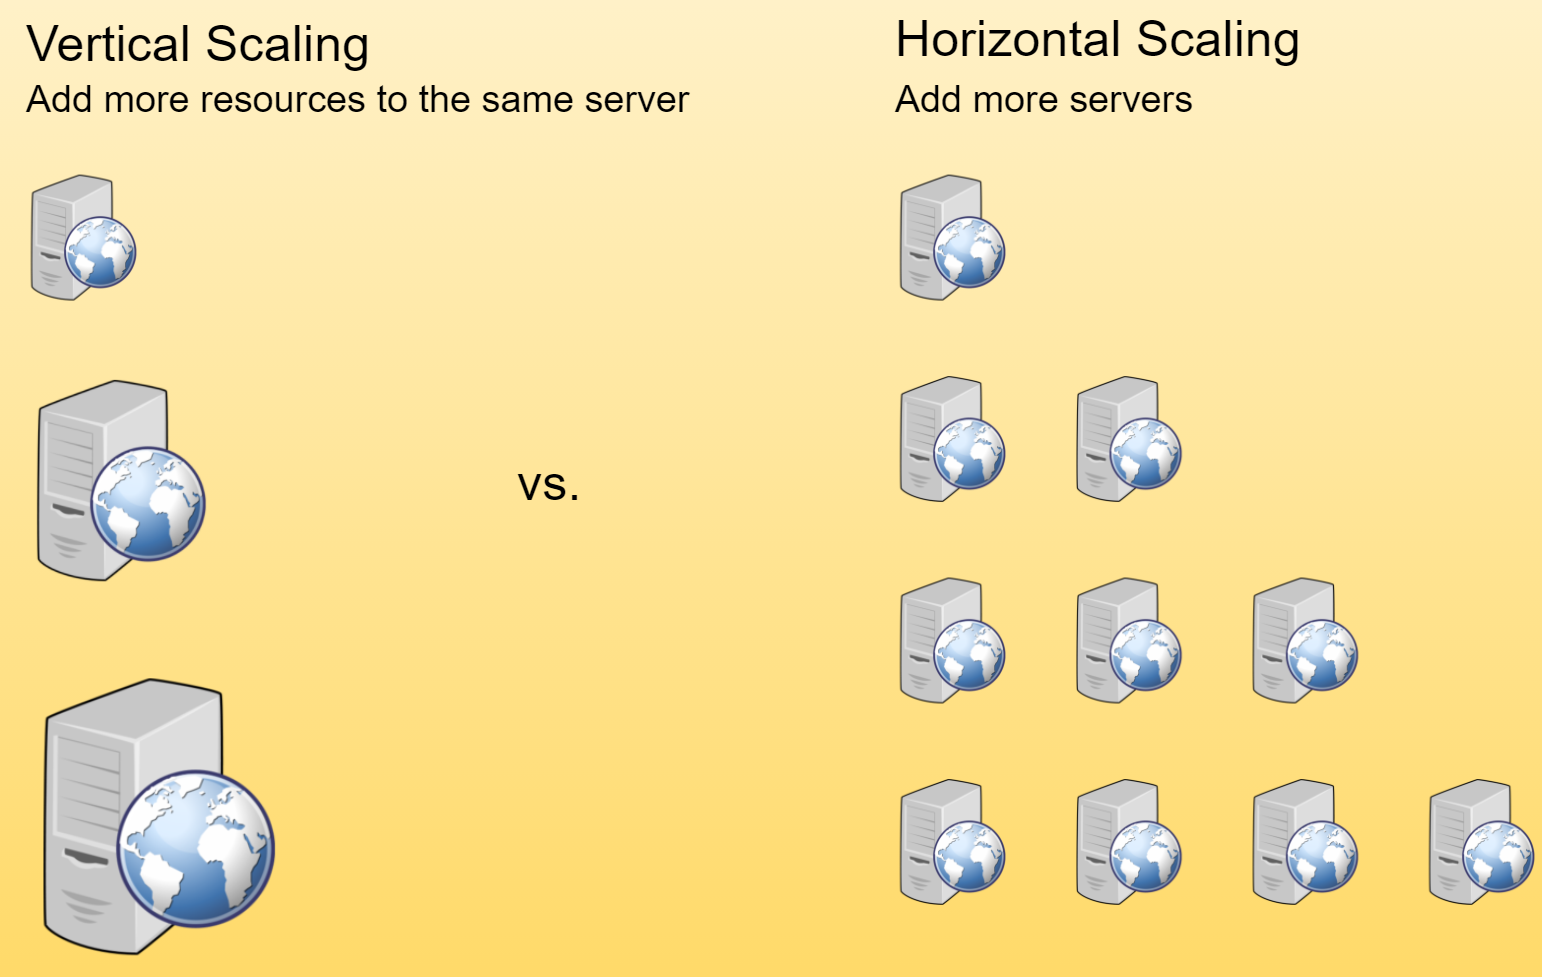 Vertical Scaling
Add more resources to the same server
vs.
Horizontal Scaling
Add more servers